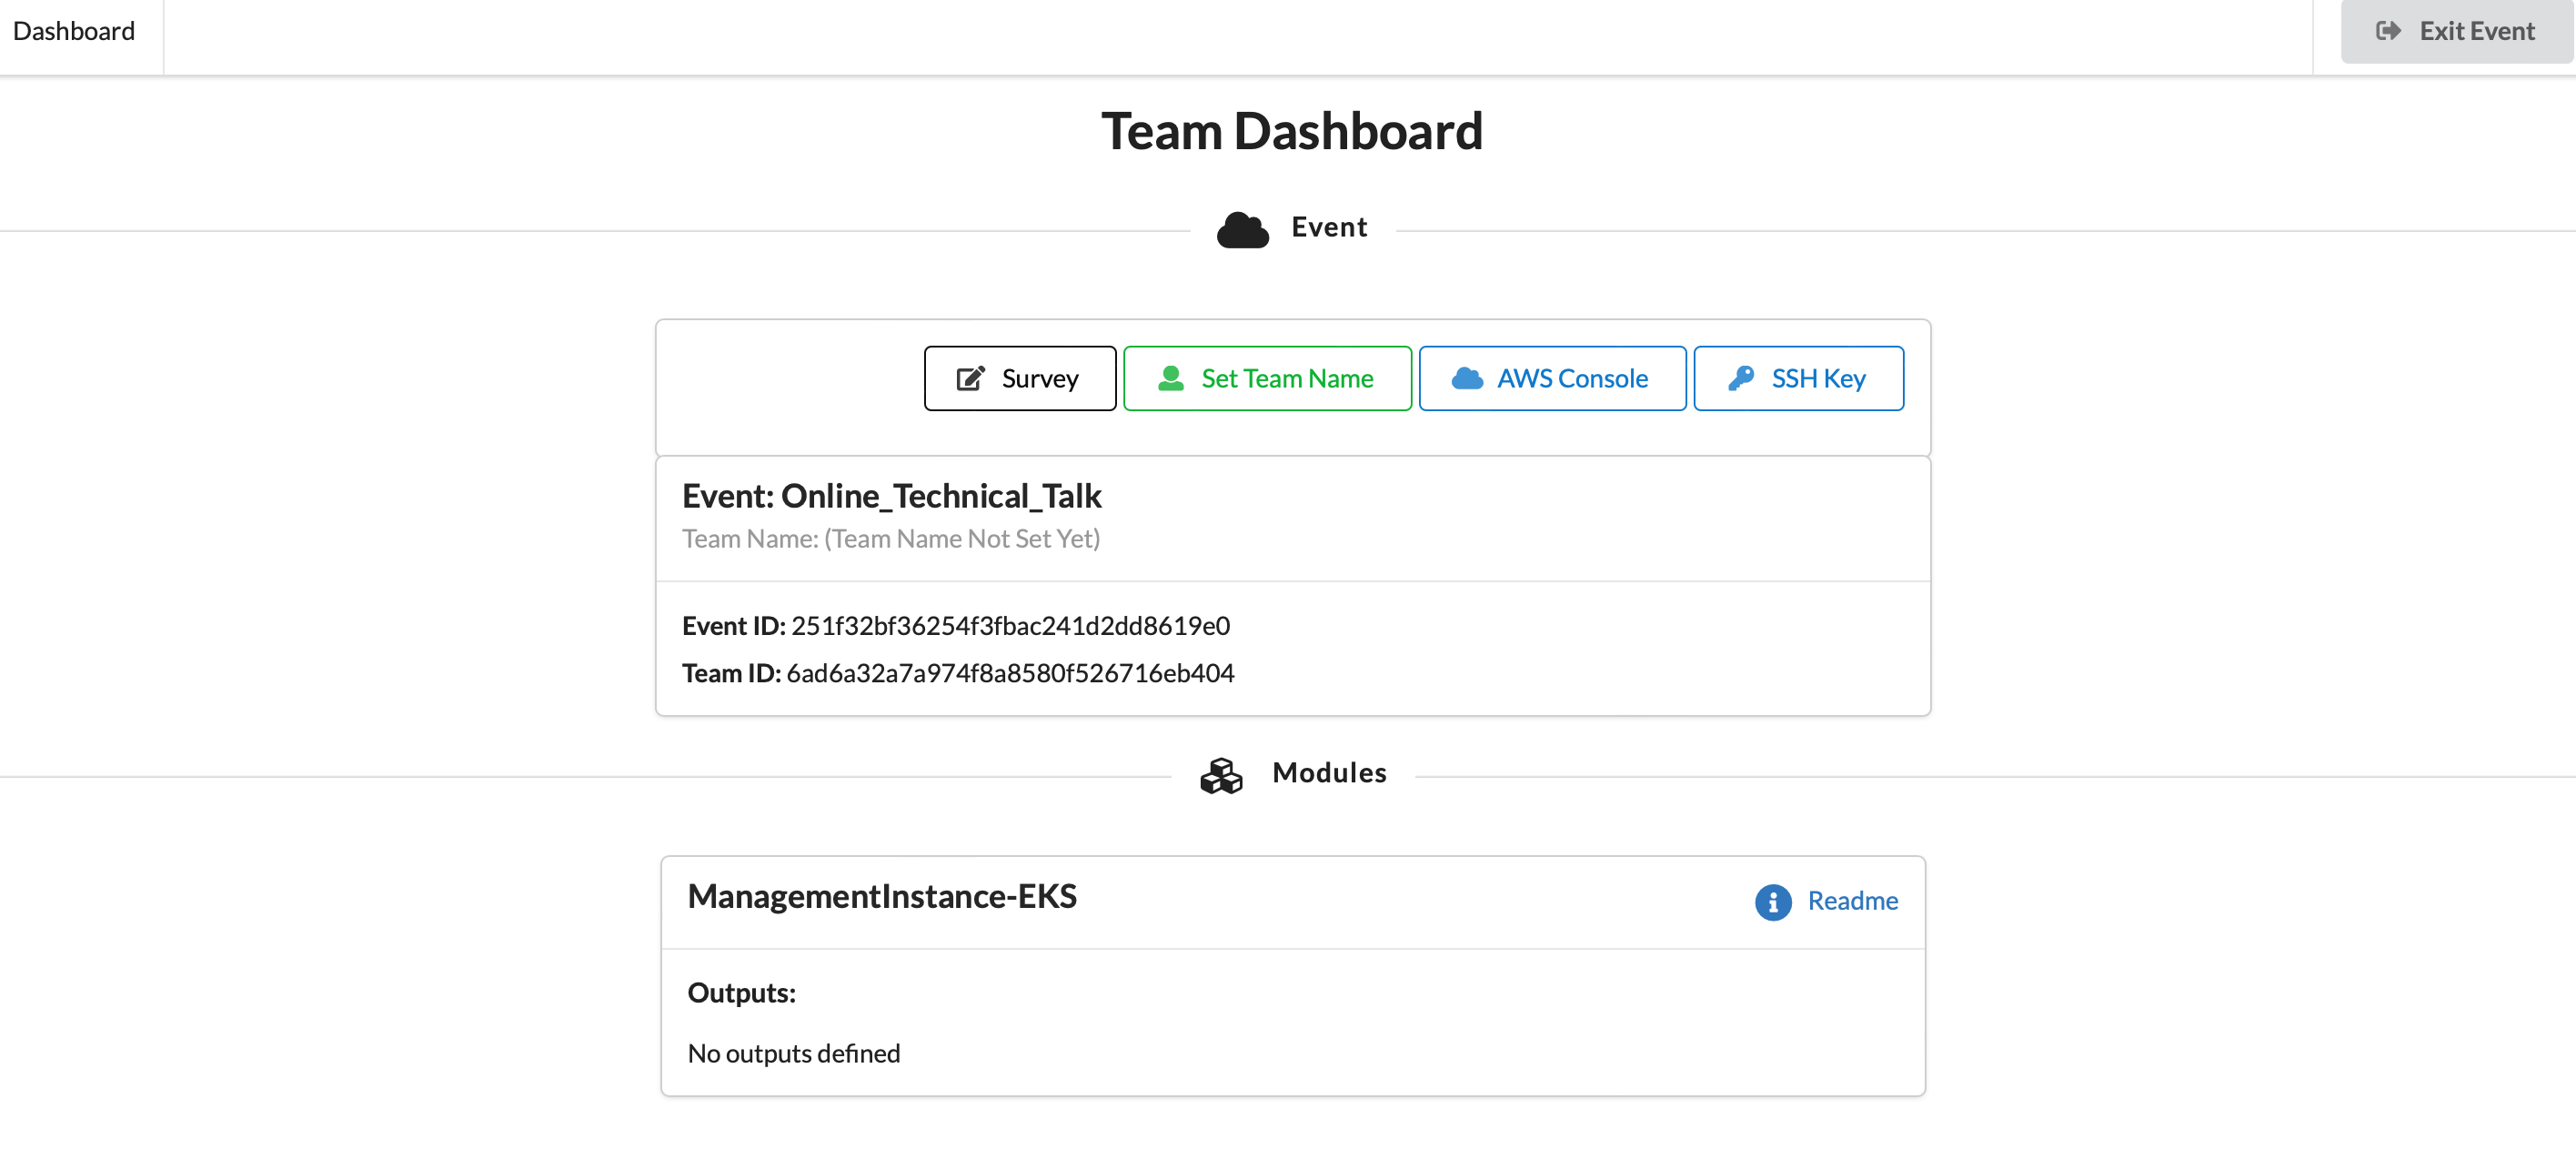 Dashboard
Exit Event
Team Dashboard
Event
Survey
Set Team Name
AWS Console
SSH Key
Event: Online_Technical_Talk
Team Name: (Team Name Not Set Yet)
Event ID: 251f32bf36254f3fbac241d2dd8619e0
Team ID: 6ad6a32a7a974f8a8580f526716eb404
Modules
ManagementInstance-EKS
Readme
Outputs:
No outputs defined